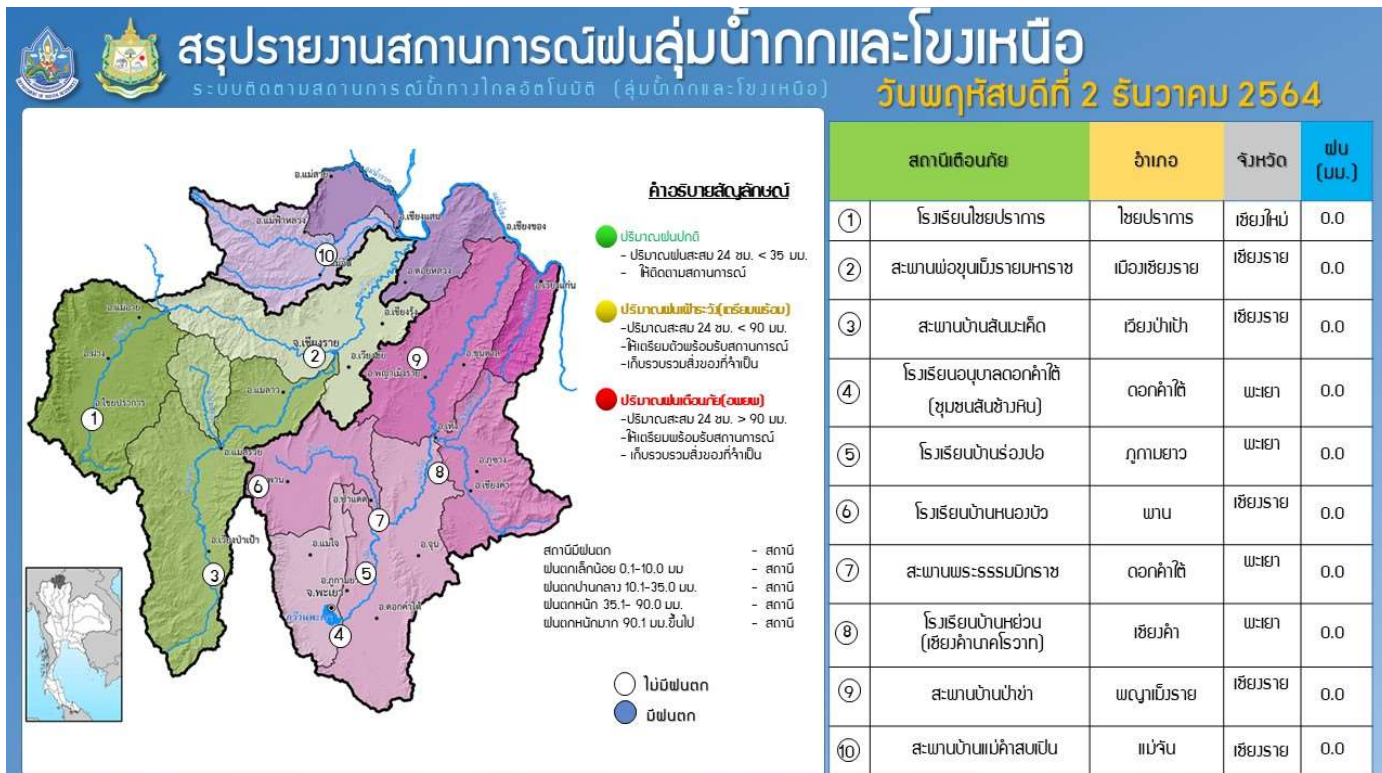 สรุปรายงานสถานการณ์ฝนลุ่มน้ำกกและโขงเหนือ
ระบบติดตามสถานการณ์น้ำทางไกลอัตโนมัติ (ลุ่มน้ำกกและโขงเหนือ)
วันพฤหัสบดีที่ 2 ธันวาคม 2564
อ.แม่สาย
อ.แม่ฟ้าหลวง
อ.เชียงแสน
อ.เชียงของ
10
อ.ดอยหลวง
อ.เวียงแก่น
อ.แม่อาย
อ.เชียงรุ้ง
จ.เชียงราย
2
อ.ฝาง
9
อ.ขุนตาล
อ.พญาเม็งราย
อ.แม่ลาว
อ.ไชยปราการ
1
อ.เทิง
อ.แม่สรวย
8
อ.ภูซาง
6
อ.เชียงคำ
อ.ป่าแดด
7
อ.เวียงป่าเป้า
อ.แม่ใจ
อ.จุน
3
5
จ.พะเยา
อ.ดอกคำใต้
4
คำอธิบายสัญลักษณ์
ปริมาณฝนปกติ
- ปริมาณฝนสะสม 24 ชม. < 35 มม.
- ให้ติดตามสถานการณ์
ปริมาณฝนเฝ้าระวัง(เตรียมพร้อม)
-ปริมาณสะสม 24 ชม. < 90 มม.
-ให้เตรียมตัวพร้อมรับสถานการณ์
-เก็บรวบรวมสิ่งของที่จำเป็น
ปริมาณฝนเตือนภัย(อพยพ)
-ปริมาณสะสม 24 ชม. > 90 มม.
-ให้เตรียมพร้อมรับสถานการณ์
- เก็บรวบรวมสิ่งของที่จำเป็น
สถานีมีฝนตก - สถานี
ฝนตกเล็กน้อย 0.1-10.0 มม - สถานี
ฝนตกปานกลาง 10.1-35.0 มม. - สถานี
ฝนตกหนัก 35.1- 90.0 มม. - สถานี
ฝนตกหนักมาก 90.1 มม.ขึ้นไป - สถานี
ไม่มีฝนตก
มีฝนตก
สถานีเตือนภัย อำเภอ จังหวัด ฝน (มม.)
1 โรงเรียนไชยปราการ ไชยปราการ เชียงใหม่ 0.0
2 สะพานพ่อขุนเม็งรายมหาราช เมืองเชียงราย เชียงราย 0.0
3 สะพานบ้านสันมะเค็ด เวียงป่าเป้า เชียงราย 0.0
4 โรงเรียนอนุบาลดอกคำใต้ (ชุมชนสันช้างหิน) ดอกคำใต้ พะเยา 0.0
5 โรงเรียนบ้านร่องปอ ภูกามยาว พะเยา 0.0
6 โรงเรียนบ้านหนองบัว พาน เชียงราย 0.0
7 สะพานพระธรรมมิกราช ดอกคำใต้ พะเยา 0.0
8 โรงเรียนบ้านหย่วน (เชียงคำนาคโรวาท) เชียงคำ พะเยา 0.0
9 สะพานบ้านป่าข่า พญาเม็งราย เชียงราย 0.0
10 สะพานบ้านแม่คำสบเปิน แม่จัน เชียงราย 0.0